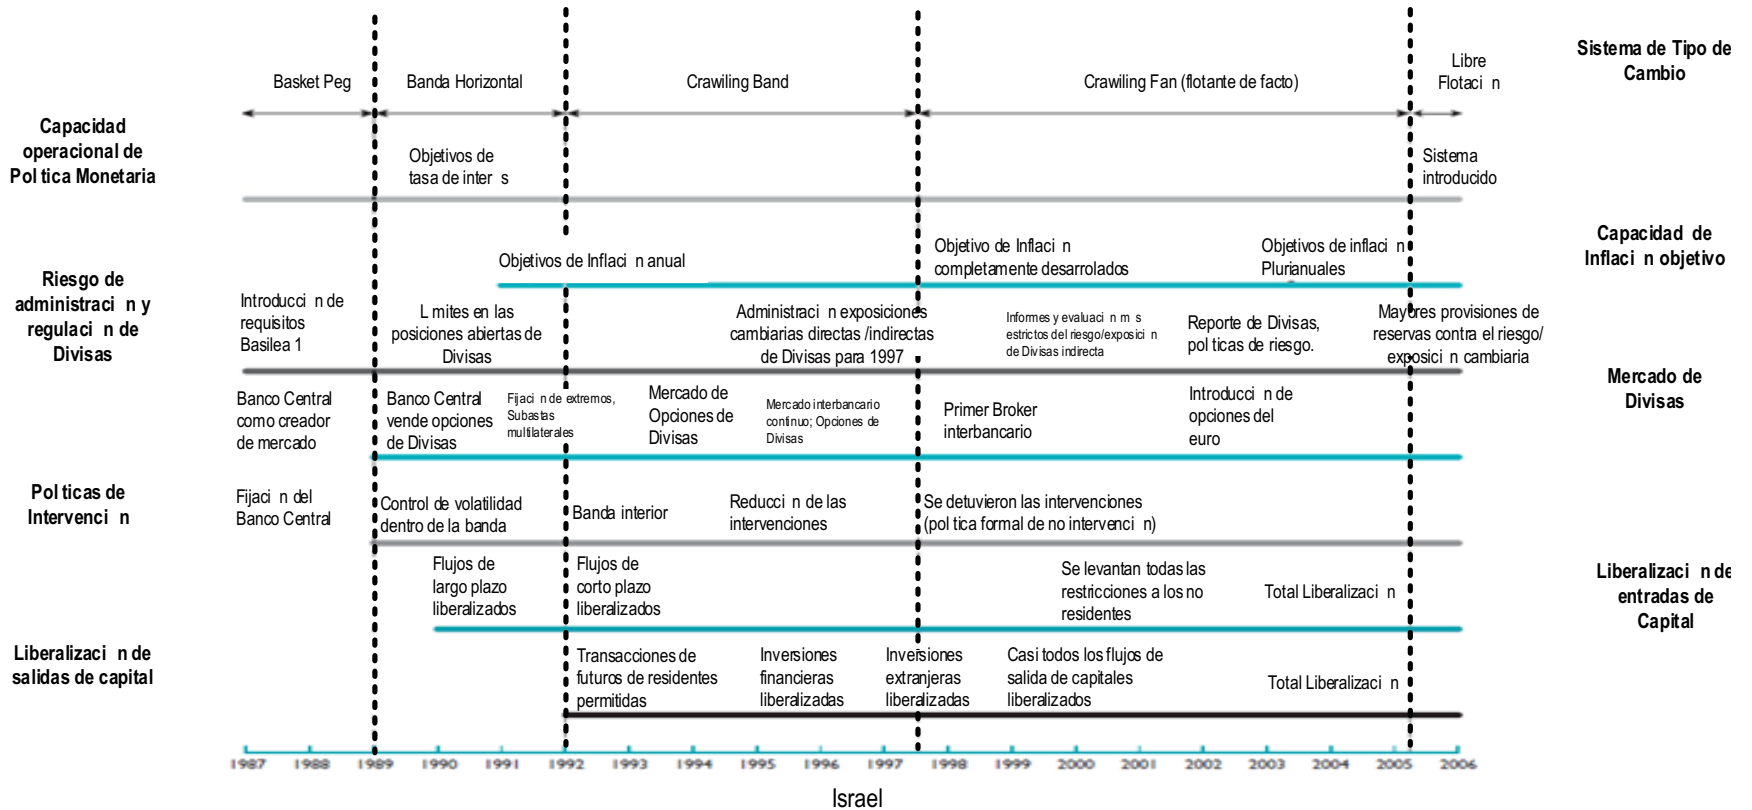 Sistema de Tipo de
Cambio
Basket Peg
Banda Horizontal
Crawiling Band
Crawiling Fan (flotante de facto)
Libre
Flotaci n
Capacidad
operacional de
Pol tica Monetaria
Objetivos de
tasa de inter s
Sistema
introducido
Capacidad de
Inflaci n objetivo
Objetivos de Inflaci n anual
Objetivo de Inflaci n
completamente desarrolados
Objetivos de inflaci n
Plurianuales
Riesgo de
administraci n y
regulaci n de
Divisas
Introducci n de
requisitos
Basilea 1
L mites en las
posiciones abiertas de
Divisas
Administraci n exposiciones
cambiarias directas /indirectas
de Divisas para 1997
Informes y evaluaci n m s
estrictos del riesgo/exposici n
de Divisas indirecta
Reporte de Divisas,
pol ticas de riesgo.
Mayores provisiones de
reservas contra el riesgo/
exposici n cambiaria
Mercado de
Divisas
Banco Central
como creador
de mercado
Banco Central
vende opciones
de Divisas
Fijaci n de extremos,
Subastas
multilaterales
Mercado de
Opciones de
Divisas
Mercado interbancario
continuo; Opciones de
Divisas
Primer Broker
interbancario
Introducci n de
opciones del
euro
Pol ticas de
Intervenci n
Fijaci n del
Banco Central
Control de volatilidad
dentro de la banda
Banda interior
Reducci n de las
intervenciones
Se detuvieron las intervenciones
(pol tica formal de no intervenci n)
Liberalizaci n de
entradas de
Capital
Flujos de
largo plazo
liberalizados
Flujos de
corto plazo
liberalizados
Se levantan todas las
restricciones a los no
residentes
Total Liberalizaci n
Liberalizaci n de
salidas de capital
Transacciones de
futuros de residentes
permitidas
Inversiones
financieras
liberalizadas
Inversiones
extranjeras
liberalizadas
Casi todos los flujos de
salida de capitales
liberalizados
Total Liberalizaci n
1987 1988 1989 1990 1991 1992 1993 1994 1995 1996 1997 1998 1999 2000 2001 2002 2003 2004 2005 2006
Israel